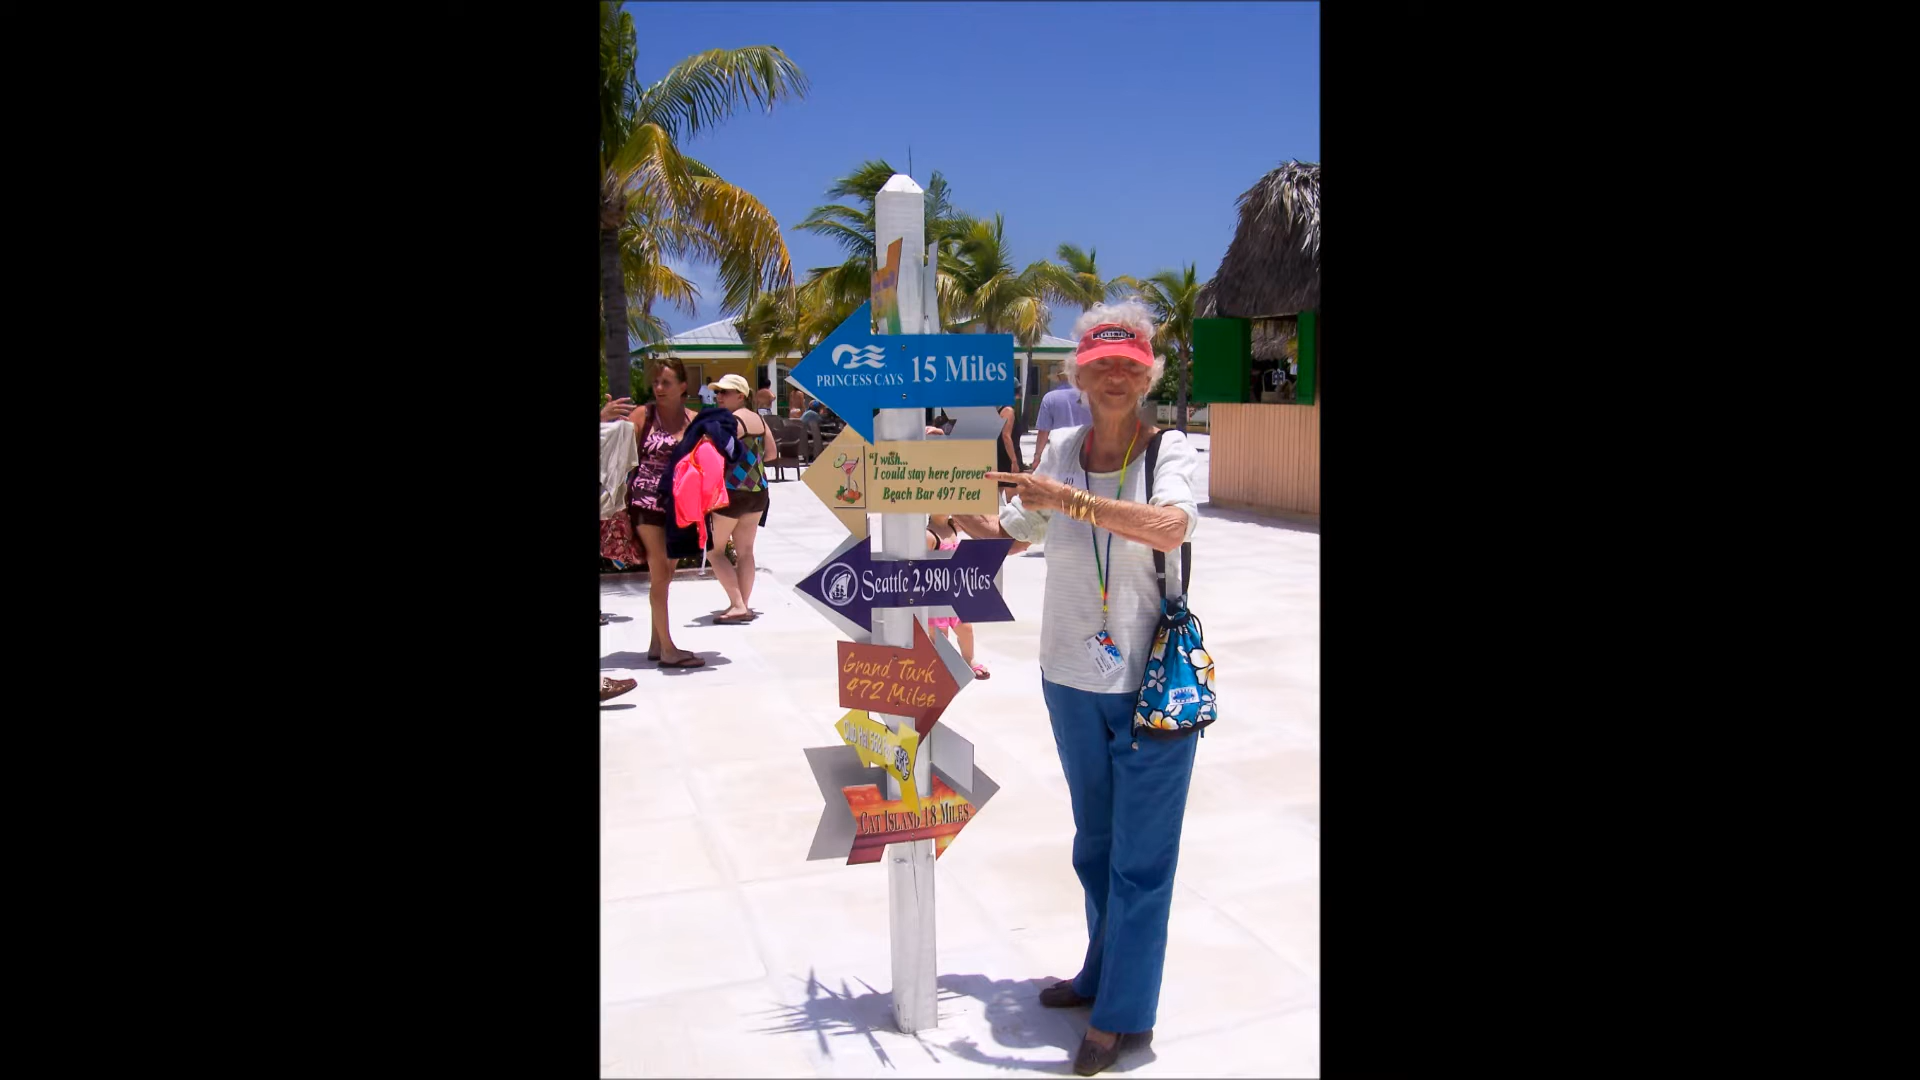 PRINCESS CAYS 15 Miles
"I wish...
I could stay here forever"
Beach Bar 497 Feet
Seattle 2,980 Miles
Grand Turk
472 Miles
CAT ISLAND 18 MILES